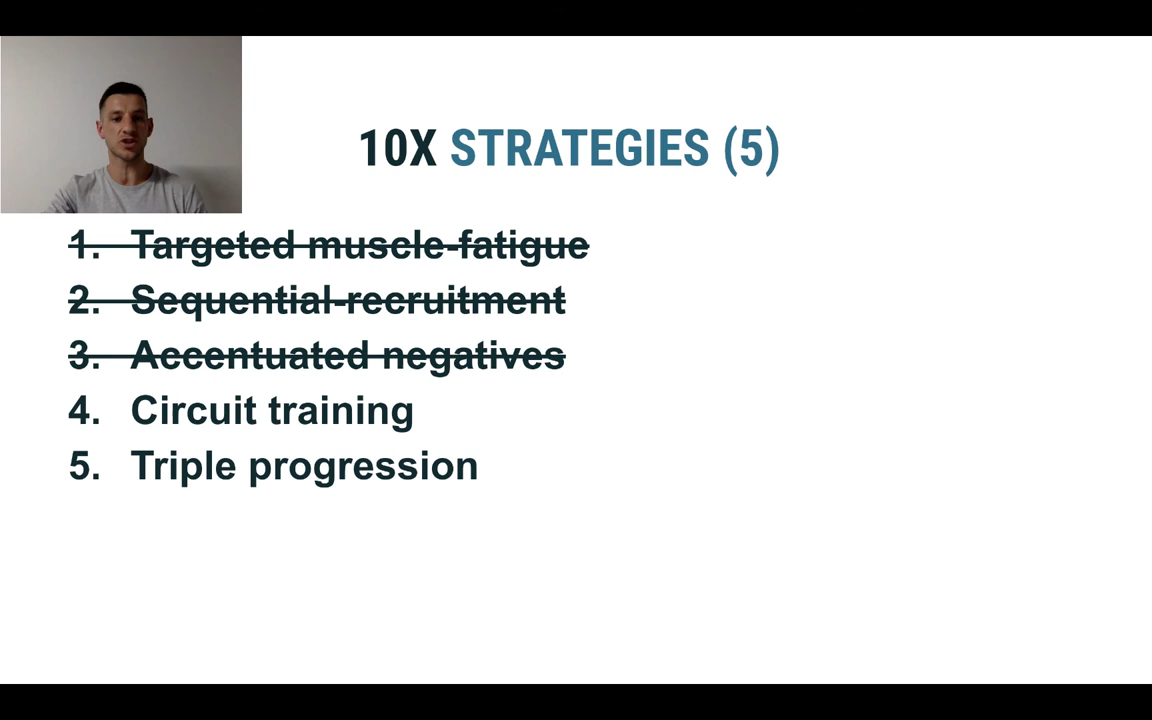 10X STRATEGIES (5)
1. Targeted muscle-fatigue
2. Sequential-recruitment
3. Accentuated negatives
4. Circuit training
5. Triple progression